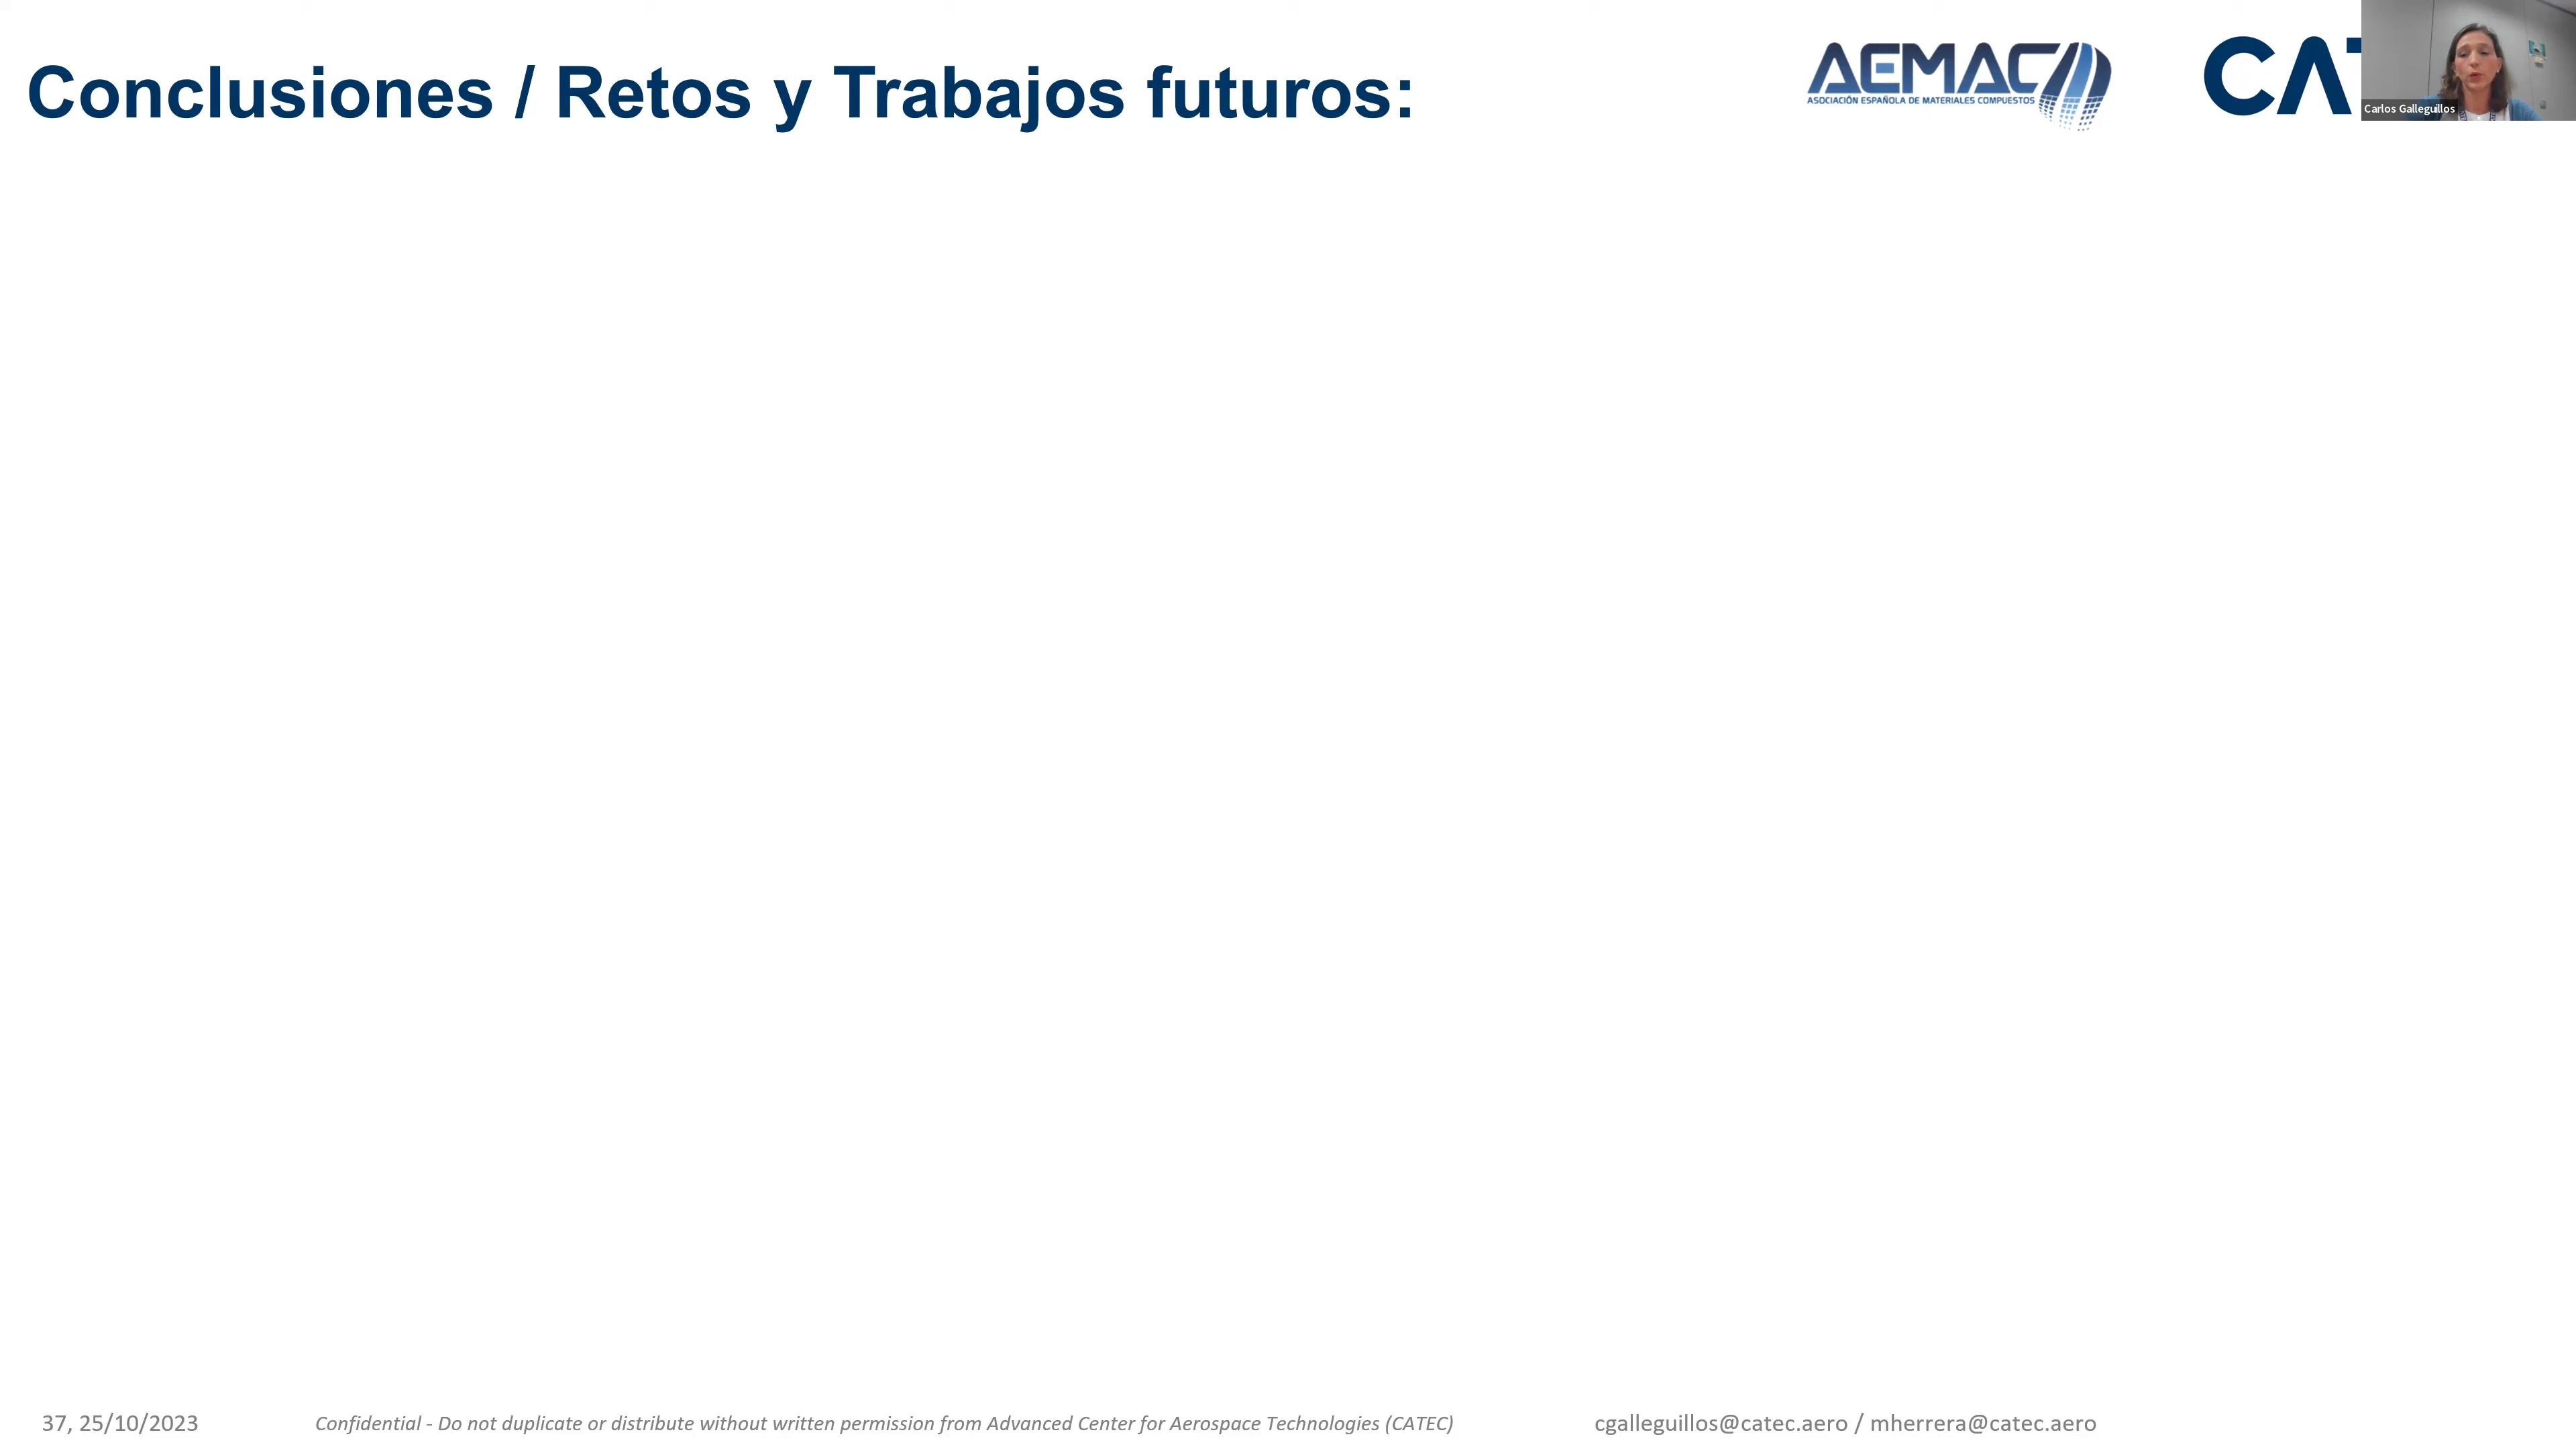 Conclusiones / Retos y Trabajos futuros:
AEMAC
ASOCIACIÓN ESPAÑOLA DE MATERIALES COMPUESTOS
CAT
Carlos Galleguillos
37, 25/10/2023
Confidential - Do not duplicate or distribute without written permission from Advanced Center for Aerospace Technologies (CATEC)
cgalleguillos@catec.aero / mherrera@catec.aero